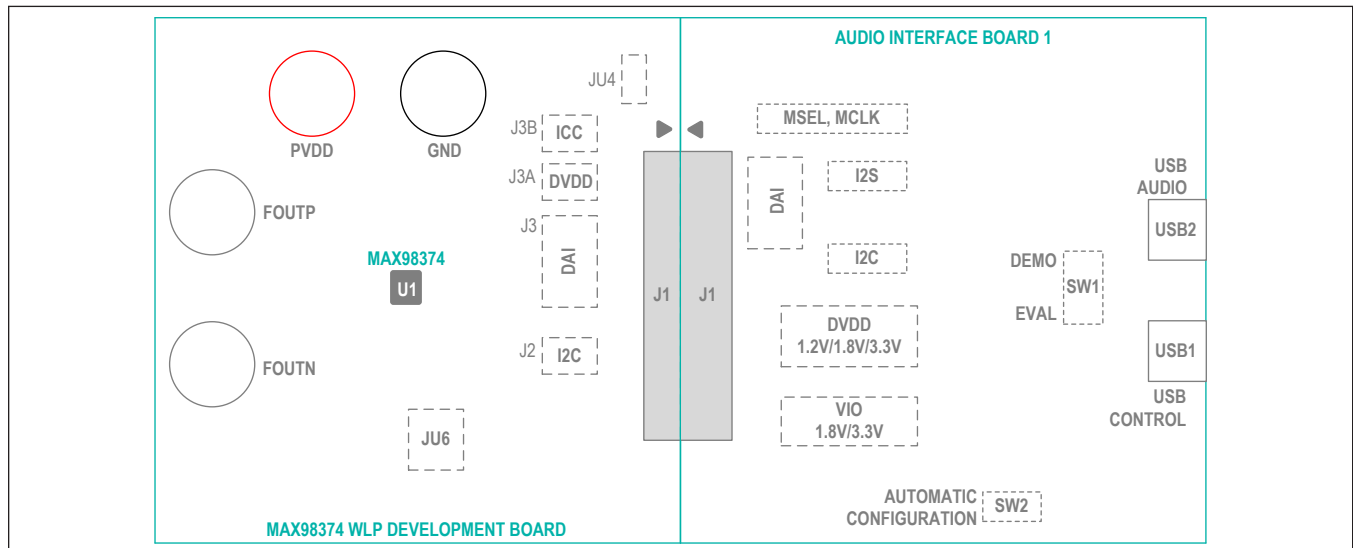 AUDIO INTERFACE BOARD 1
JU4
MSEL, MCLK
J3B
ICC
PVDD
GND
J3A
DVDD
DAI
I2S
USB
AUDIO
USB2
FOUTP
J3
DAI
MAX98374
U1
I2C
DEMO
SW1
EVAL
J1
J1
DVDD
1.2V/1.8V/3.3V
USB1
J2
I2C
FOUTN
USB
CONTROL
VIO
1.8V/3.3V
JU6
AUTOMATIC
CONFIGURATION
SW2
MAX98374 WLP DEVELOPMENT BOARD